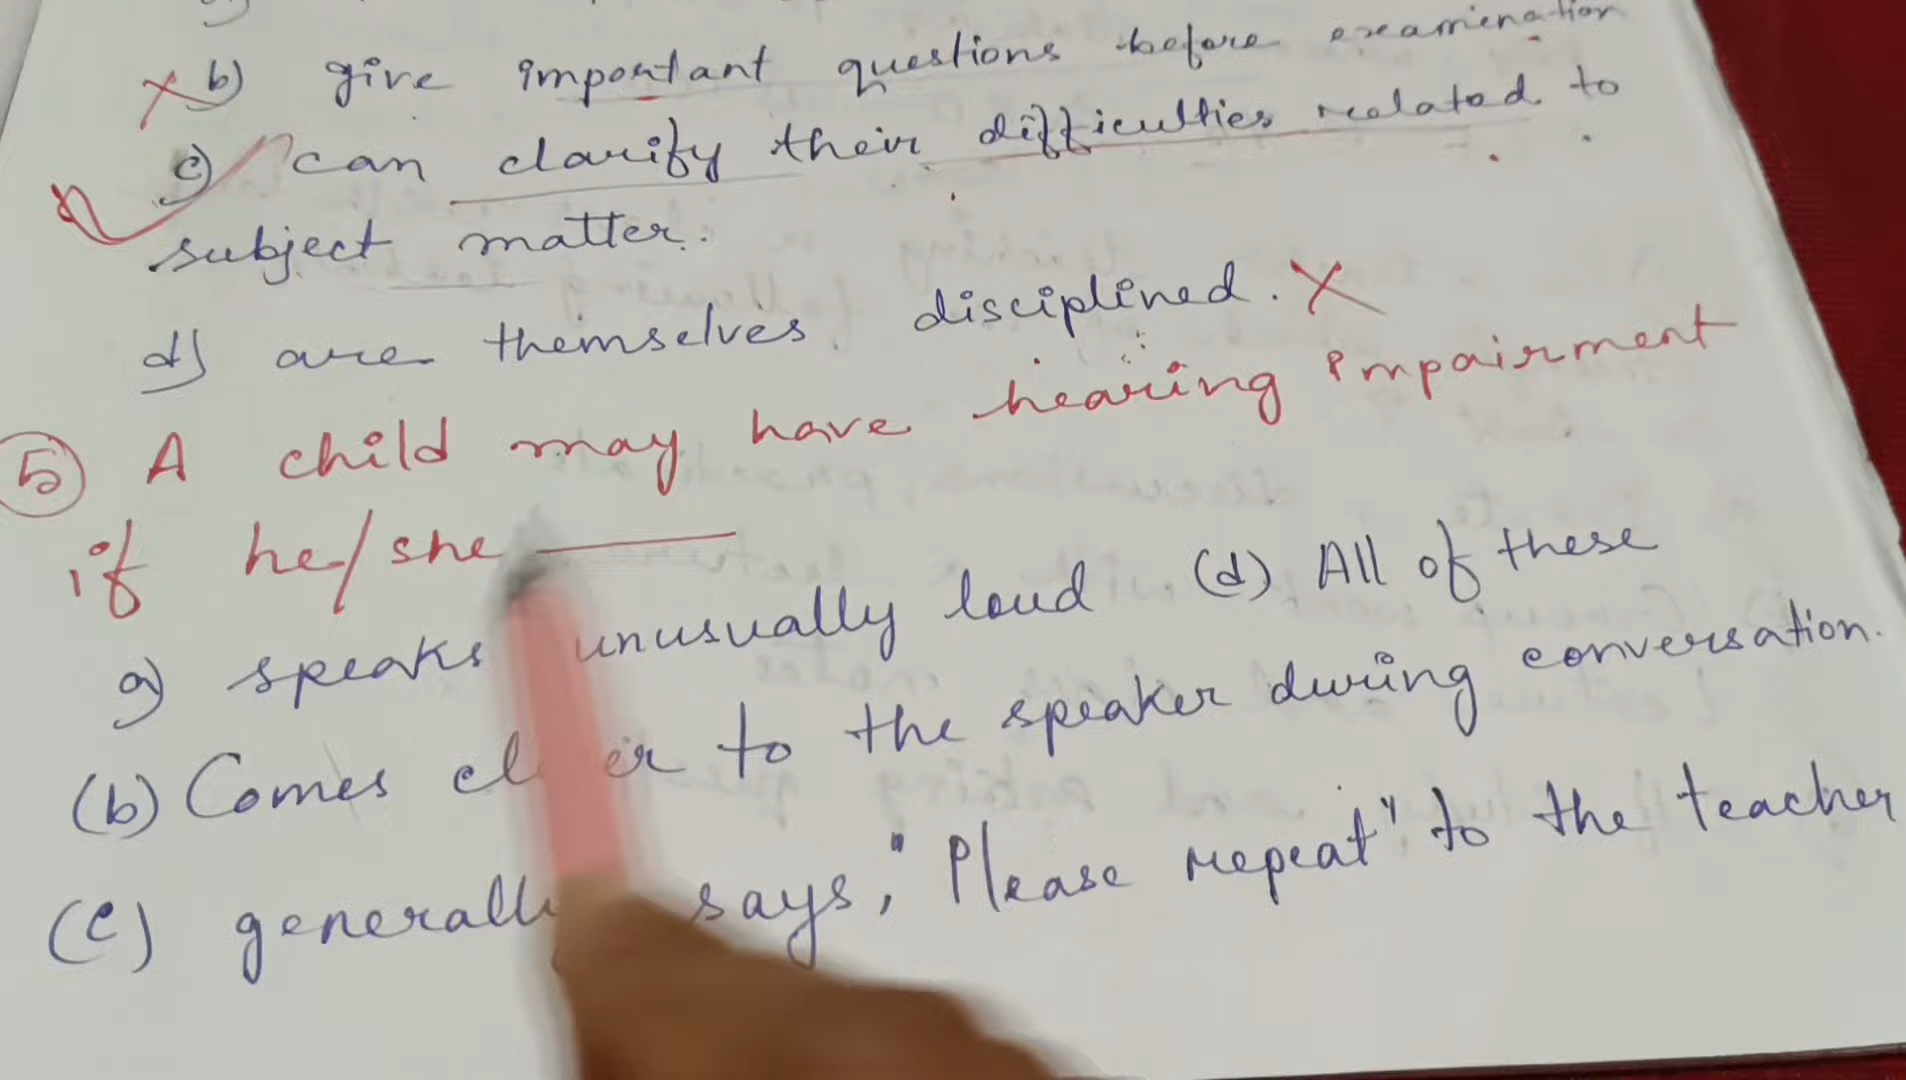 b) give important questions before examination
c) can clarify their difficulties related to
subject matter.
d) are themselves disciplined.
5 A child may have hearing impairment
if he/she ———
a) speaks unusually loud (d) All of these
(b) Comes to the speaker during conversation.
(c) says, "Please repeat" to the teacher